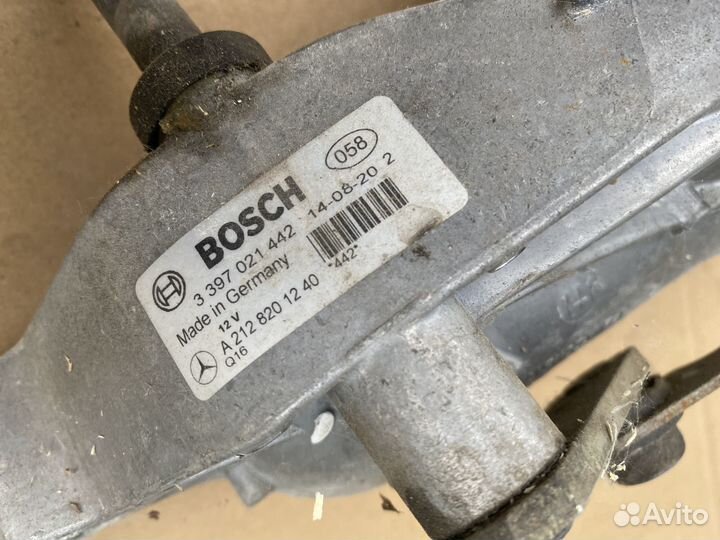 058
BOSCH
3 397 021 442 14-08-20 2
Made in Germany
*442*
12 V
A 212 820 12 40
Q16
Avito